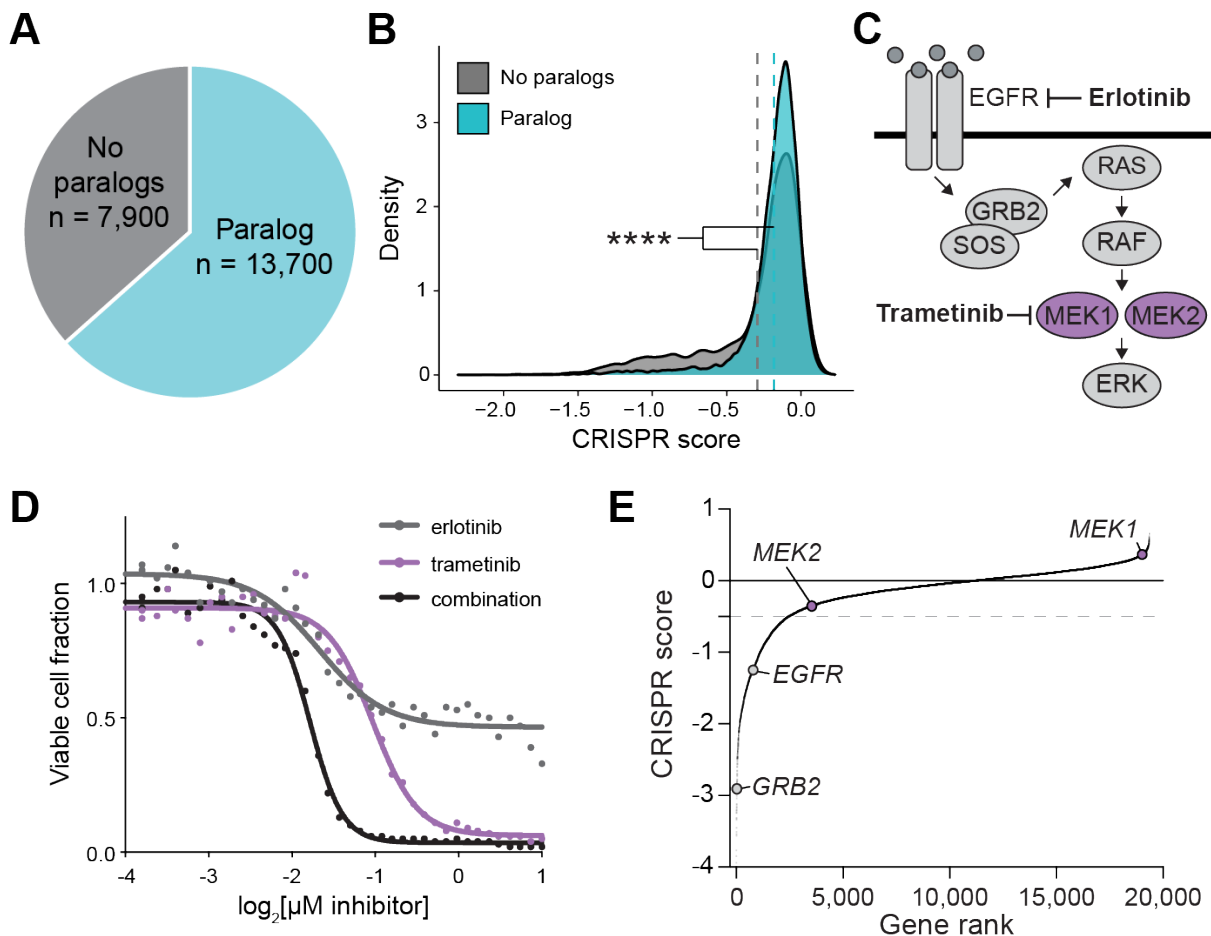 A
No
paralogs
n = 7,900
Paralog
n = 13,700
B
No paralogs
Paralog
Density
3
2
1
0
****
−2.0
−1.5
−1.0
−0.5
0.0
CRISPR score
C
EGFR
Erlotinib
GRB2
SOS
RAS
RAF
Trametinib
MEK1
MEK2
ERK
D
erlotinib
trametinib
combination
Viable cell fraction
1.0
0.5
0.0
-4
-3
-2
-1
0
1
log2[µM inhibitor]
E
CRISPR score
1
0
-1
-2
-3
-4
MEK2
MEK1
EGFR
GRB2
0
5,000
10,000
15,000
20,000
Gene rank